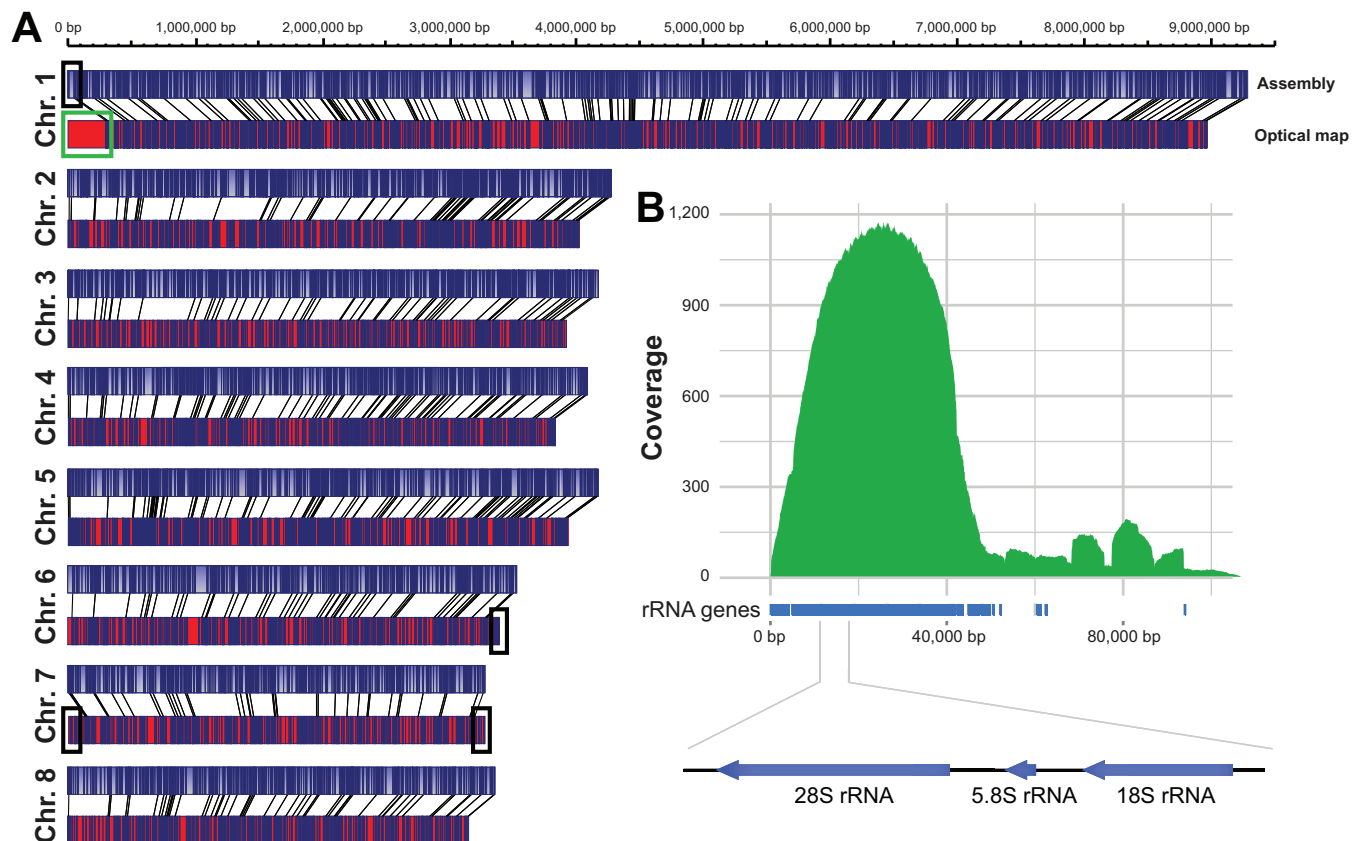 A
0 bp 1,000,000 bp 2,000,000 bp 3,000,000 bp 4,000,000 bp 5,000,000 bp 6,000,000 bp 7,000,000 bp 8,000,000 bp 9,000,000 bp
Chr. 1
Assembly
Optical map
Chr. 2
Chr. 3
Chr. 4
Chr. 5
Chr. 6
Chr. 7
Chr. 8
B
1,200
900
600
300
0
Coverage
rRNA genes
0 bp 40,000 bp 80,000 bp
28S rRNA 5.8S rRNA 18S rRNA